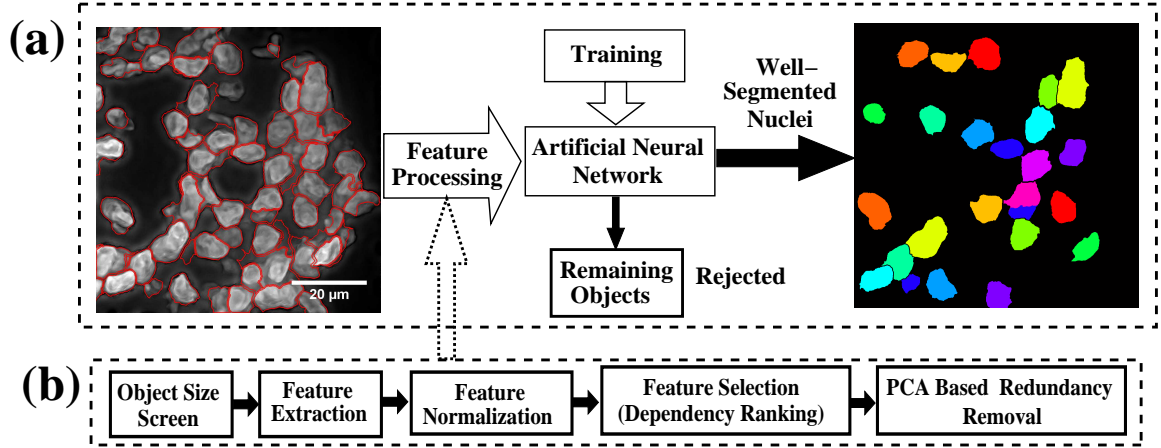 (a)
20 μm
Feature
Processing
Training
Artificial Neural
Network
Well–
Segmented
Nuclei
Remaining
Objects
Rejected
(b)
Object Size
Screen
Feature
Extraction
Feature
Normalization
Feature Selection
(Dependency Ranking)
PCA Based Redundancy
Removal